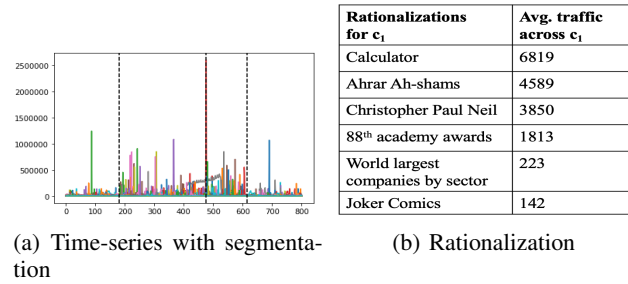 2500000
2000000
1500000
1000000
500000
0
0 100 200 300 400 500 600 700 800
(a) Time-series with segmenta-
tion
Rationalizations for c₁ Avg. traffic across c₁
Calculator 6819
Ahrar Ah-shams 4589
Christopher Paul Neil 3850
88th academy awards 1813
World largest companies by sector 223
Joker Comics 142
(b) Rationalization